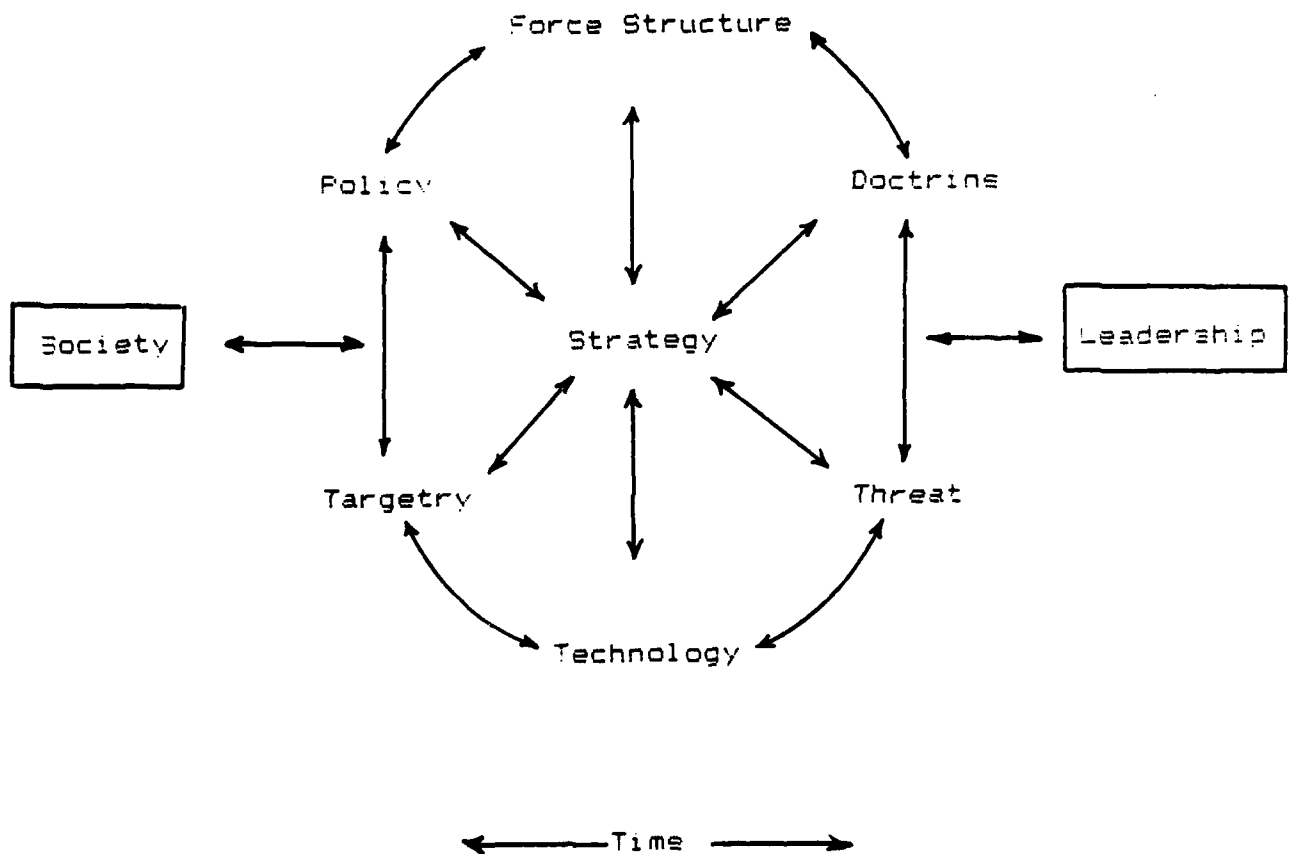 Force Structure
Policy
Doctrine
Society
Strategy
Leadership
Targetry
Threat
Technology
Time